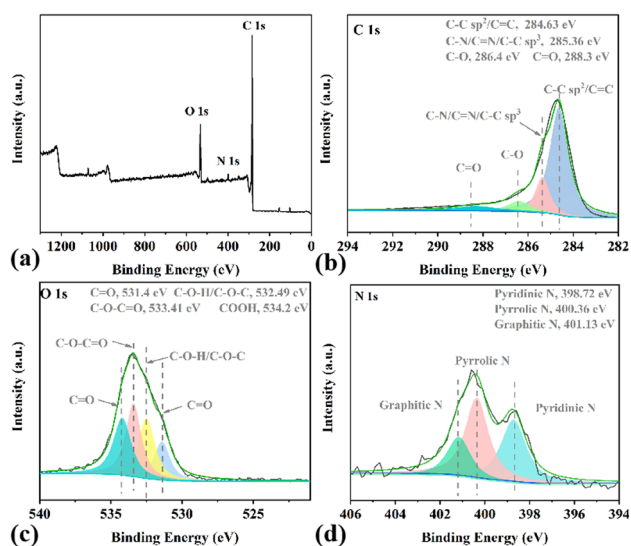 (a)
Intensity (a.u.)
C 1s
O 1s
N 1s
1300
1000
800
600
400
200
0
Binding Energy (eV)
(b)
Intensity (a.u.)
C 1s
C-C sp²/C=C, 284.63 eV
C-N/C=N/C-C sp³, 285.36 eV
C-O, 286.4 eV C=O, 288.3 eV
C-C sp²/C=C
C-N/C=N/C-C sp³
C-O
C=O
294 292 290 288 286 284 282
Binding Energy (eV)
(c)
Intensity (a.u.)
O 1s
C=O, 531.4 eV C-O-H/C-O-C, 532.49 eV
C-O-C=O, 533.41 eV COOH, 534.2 eV
C-O-C=O
C-O-H/C-O-C
C=O
C=O
540 535 530 525
Binding Energy (eV)
(d)
Intensity (a.u.)
N 1s
Pyridinic N, 398.72 eV
Pyrrolic N, 400.36 eV
Graphitic N, 401.13 eV
Pyrrolic N
Graphitic N
Pyridinic N
406 404 402 400 398 396 394
Binding Energy (eV)